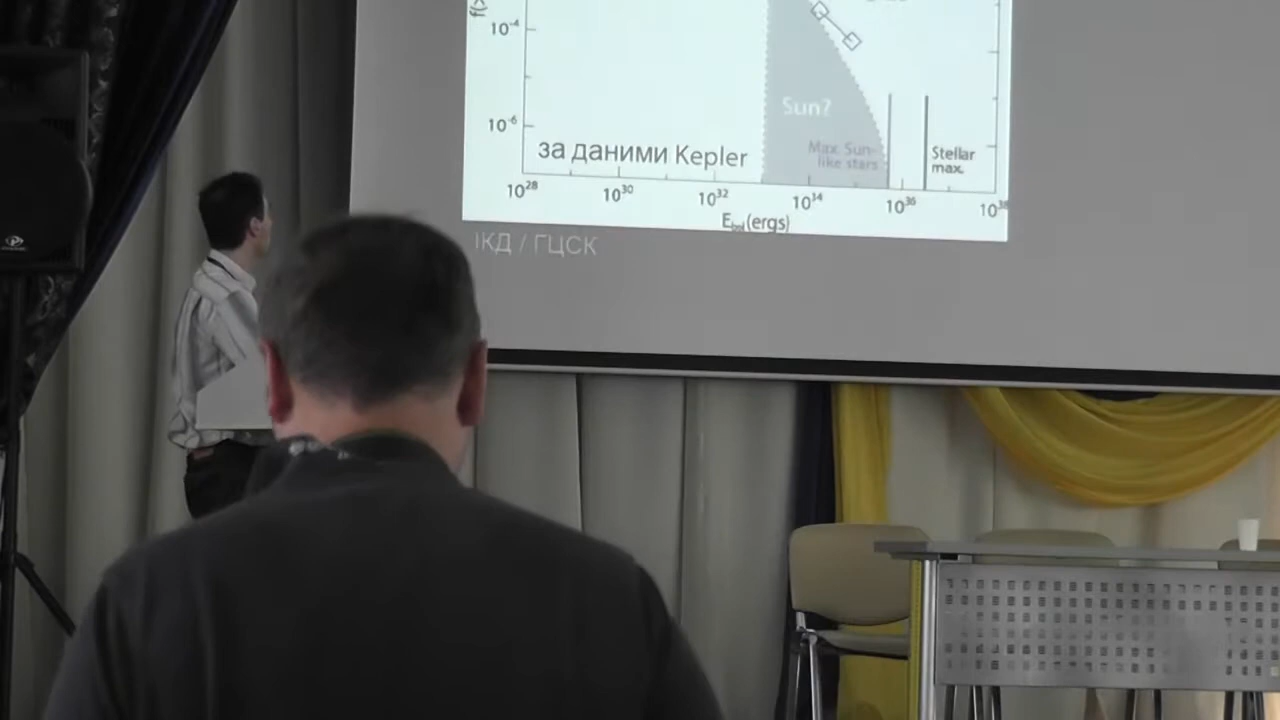 f(>
10⁻⁴
Sun?
10⁻⁶
за даними Kepler
Max. Sun-
like stars
Stellar
max.
10²⁸ 10³⁰ 10³² 10³⁴ 10³⁶ 10³⁸
E_bol(ergs)
ІКД / ГЦСК